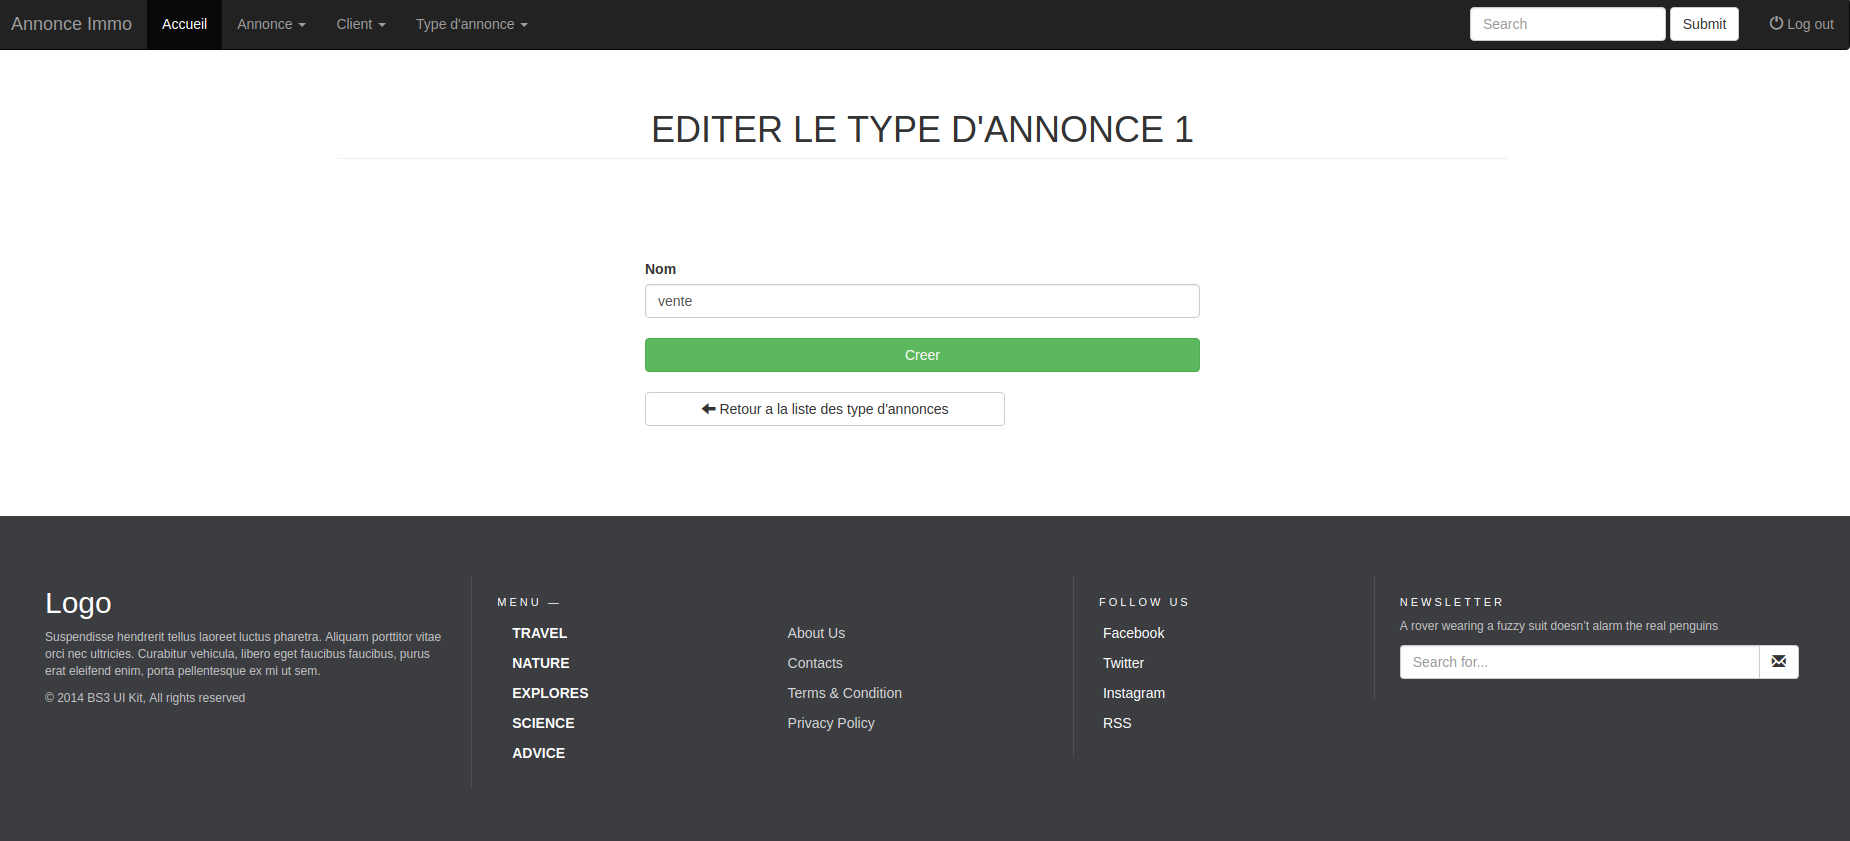 Annonce Immo Accueil Annonce Client Type d'annonce Search Submit Log out
EDITER LE TYPE D'ANNONCE 1
Nom
vente
Creer
Retour a la liste des type d'annonces
Logo
Suspendisse hendrerit tellus laoreet luctus pharetra. Aliquam porttitor vitae
orci nec ultricies. Curabitur vehicula, libero eget faucibus faucibus, purus
erat eleifend enim, porta pellentesque ex mi ut sem.
© 2014 BS3 UI Kit, All rights reserved
MENU —
TRAVEL
NATURE
EXPLORES
SCIENCE
ADVICE
About Us
Contacts
Terms & Condition
Privacy Policy
FOLLOW US
Facebook
Twitter
Instagram
RSS
NEWSLETTER
A rover wearing a fuzzy suit doesn't alarm the real penguins
Search for...